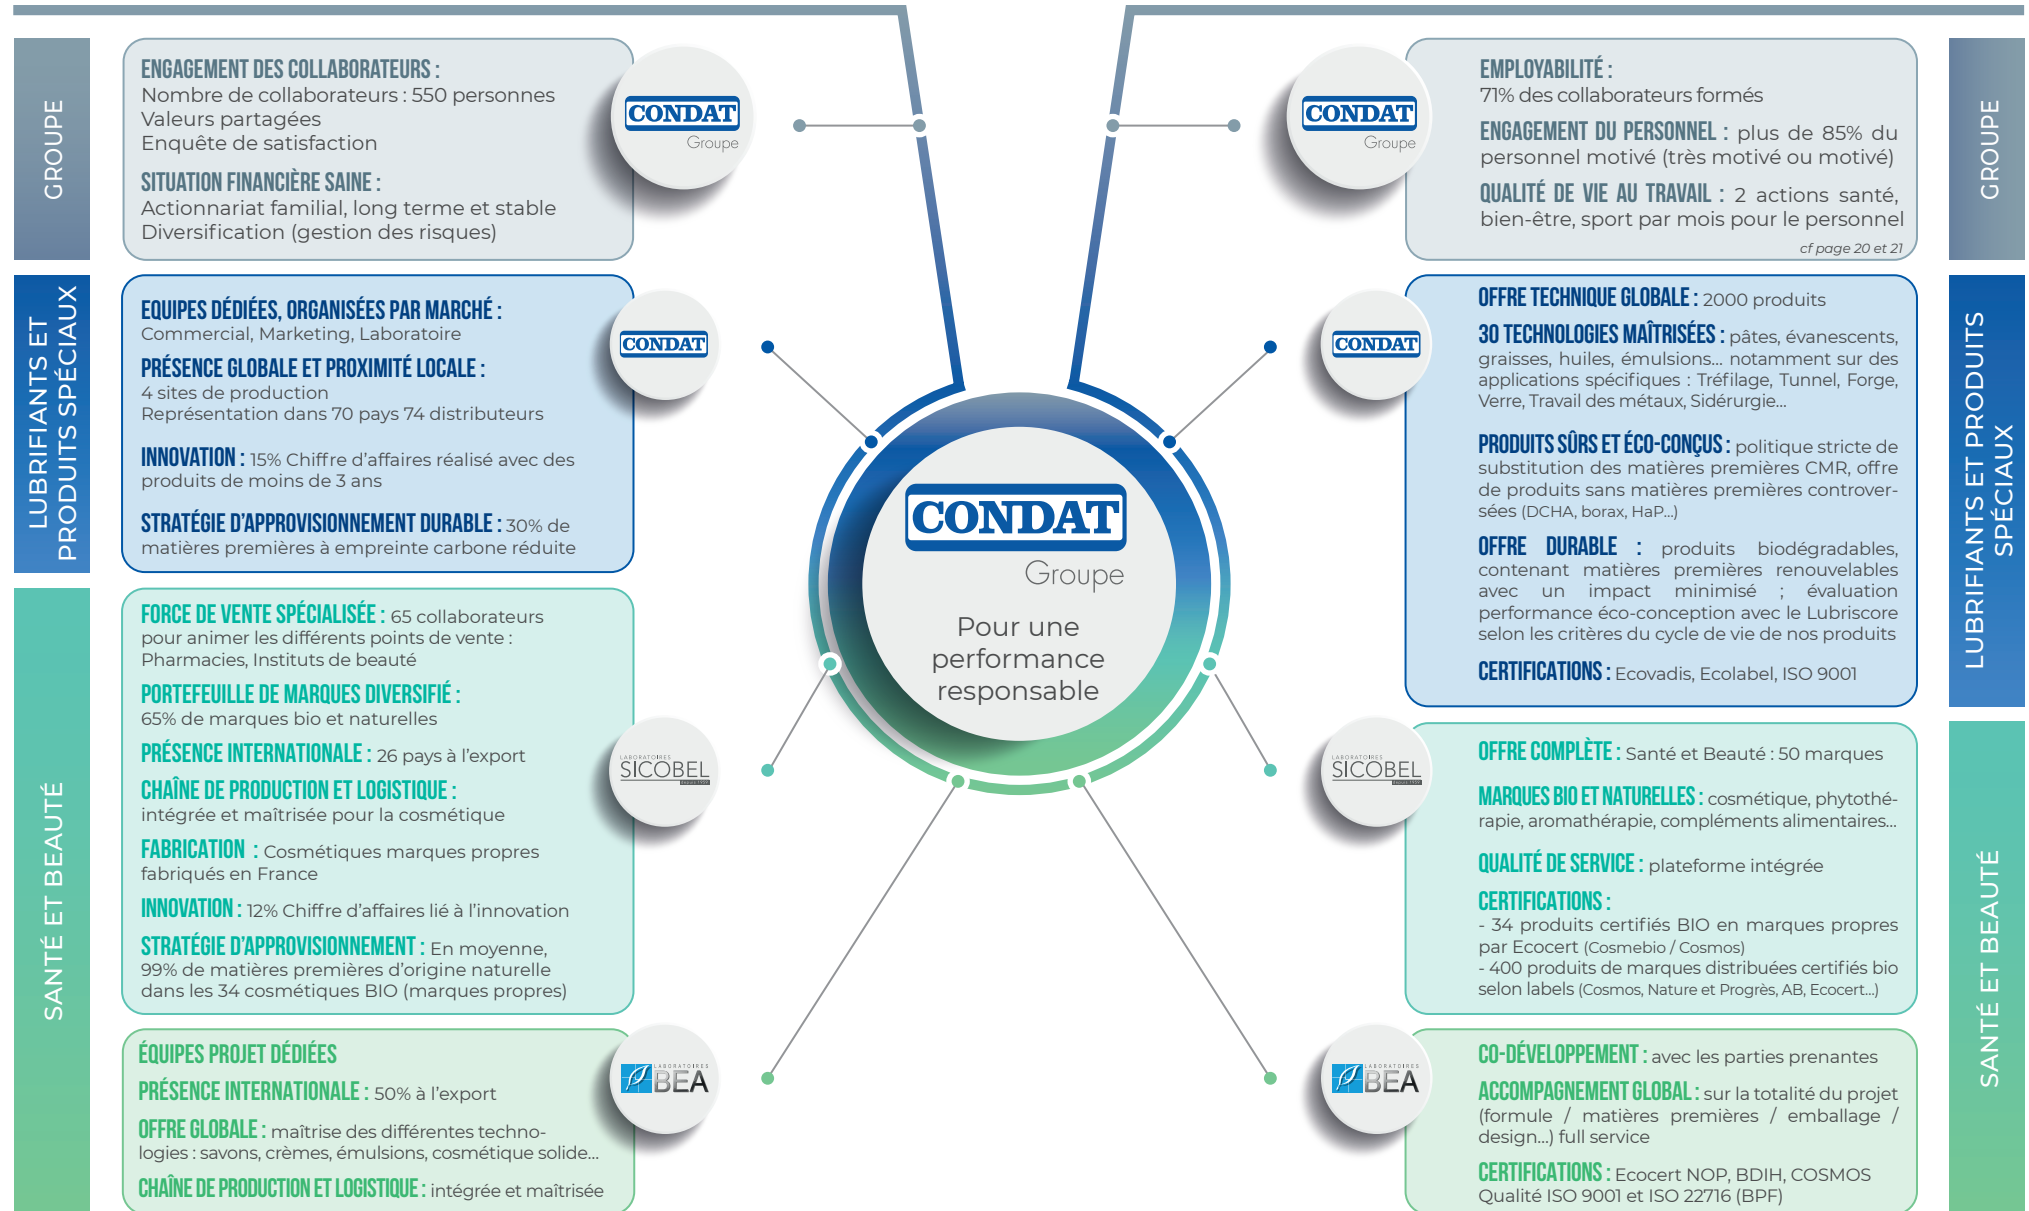 GROUPE
ENGAGEMENT DES COLLABORATEURS :
Nombre de collaborateurs : 550 personnes
Valeurs partagées
Enquête de satisfaction
SITUATION FINANCIÈRE SAINE :
Actionnariat familial, long terme et stable
Diversification (gestion des risques)
CONDAT
Groupe
LUBRIFIANTS ET
PRODUITS SPÉCIAUX
EQUIPES DÉDIÉES, ORGANISÉES PAR MARCHÉ :
Commercial, Marketing, Laboratoire
PRÉSENCE GLOBALE ET PROXIMITÉ LOCALE :
4 sites de production
Représentation dans 70 pays 74 distributeurs
INNOVATION : 15% Chiffre d'affaires réalisé avec des
produits de moins de 3 ans
STRATÉGIE D'APPROVISIONNEMENT DURABLE : 30% de
matières premières à empreinte carbone réduite
CONDAT
SANTÉ ET BEAUTÉ
FORCE DE VENTE SPÉCIALISÉE : 65 collaborateurs
pour animer les différents points de vente :
Pharmacies, Instituts de beauté
PORTEFEUILLE DE MARQUES DIVERSIFIÉ :
65% de marques bio et naturelles
PRÉSENCE INTERNATIONALE : 26 pays à l'export
CHAÎNE DE PRODUCTION ET LOGISTIQUE :
intégrée et maîtrisée pour la cosmétique
FABRICATION : Cosmétiques marques propres
fabriqués en France
INNOVATION : 12% Chiffre d'affaires lié à l'innovation
STRATÉGIE D'APPROVISIONNEMENT : En moyenne,
99% de matières premières d'origine naturelle
dans les 34 cosmétiques BIO (marques propres)
LABORATOIRES
SICOBEL
ÉQUIPES PROJET DÉDIÉES
PRÉSENCE INTERNATIONALE : 50% à l'export
OFFRE GLOBALE : maîtrise des différentes techno-
logies : savons, crèmes, émulsions, cosmétique solide...
CHAÎNE DE PRODUCTION ET LOGISTIQUE : intégrée et maîtrisée
LABORATOIRES
BEA
CONDAT
Groupe
Pour une
performance
responsable
CONDAT
Groupe
EMPLOYABILITÉ :
71% des collaborateurs formés
ENGAGEMENT DU PERSONNEL : plus de 85% du
personnel motivé (très motivé ou motivé)
QUALITÉ DE VIE AU TRAVAIL : 2 actions santé,
bien-être, sport par mois pour le personnel
cf page 20 et 21
GROUPE
CONDAT
OFFRE TECHNIQUE GLOBALE : 2000 produits
30 TECHNOLOGIES MAÎTRISÉES : pâtes, évanescents,
graisses, huiles, émulsions... notamment sur des
applications spécifiques : Tréfilage, Tunnel, Forge,
Verre, Travail des métaux, Sidérurgie...
PRODUITS SÛRS ET ÉCO-CONÇUS : politique stricte de
substitution des matières premières CMR, offre
de produits sans matières premières controver-
sées (DCHA, borax, HaP...)
OFFRE DURABLE : produits biodégradables,
contenant matières premières renouvelables
avec un impact minimisé ; évaluation
performance éco-conception avec le Lubriscore
selon les critères du cycle de vie de nos produits
CERTIFICATIONS : Ecovadis, Ecolabel, ISO 9001
LUBRIFIANTS ET PRODUITS
SPÉCIAUX
LABORATOIRES
SICOBEL
OFFRE COMPLÈTE : Santé et Beauté : 50 marques
MARQUES BIO ET NATURELLES : cosmétique, phytothé-
rapie, aromathérapie, compléments alimentaires...
QUALITÉ DE SERVICE : plateforme intégrée
CERTIFICATIONS :
- 34 produits certifiés BIO en marques propres
par Ecocert (Cosmebio / Cosmos)
- 400 produits de marques distribuées certifiés bio
selon labels (Cosmos, Nature et Progrès, AB, Ecocert...)
LABORATOIRES
BEA
CO-DÉVELOPPEMENT : avec les parties prenantes
ACCOMPAGNEMENT GLOBAL : sur la totalité du projet
(formule / matières premières / emballage /
design...) full service
CERTIFICATIONS : Ecocert NOP, BDIH, COSMOS
Qualité ISO 9001 et ISO 22716 (BPF)
SANTÉ ET BEAUTÉ